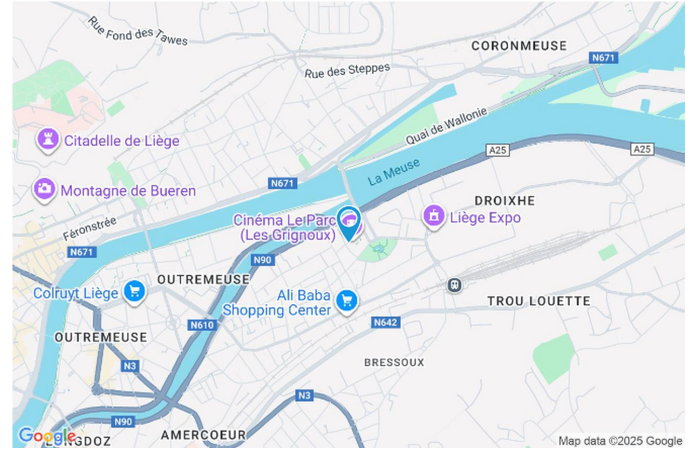 Rue Fond des Tawes
CORONMEUSE
N671
Rue des Steppes
Quai de Wallonie
Citadelle de Liège
A25
A25
La Meuse
N671
Montagne de Bueren
DROIXHE
Féronstrée
Cinéma Le Parc
(Les Grignoux)
Liège Expo
N671
N90
OUTREMEUSE
Colruyt Liège
Ali Baba
Shopping Center
TROU LOUETTE
N610
N642
OUTREMEUSE
BRESSOUX
N3
N3
N90
AMERCOEUR
Google
Map data ©2025 Google